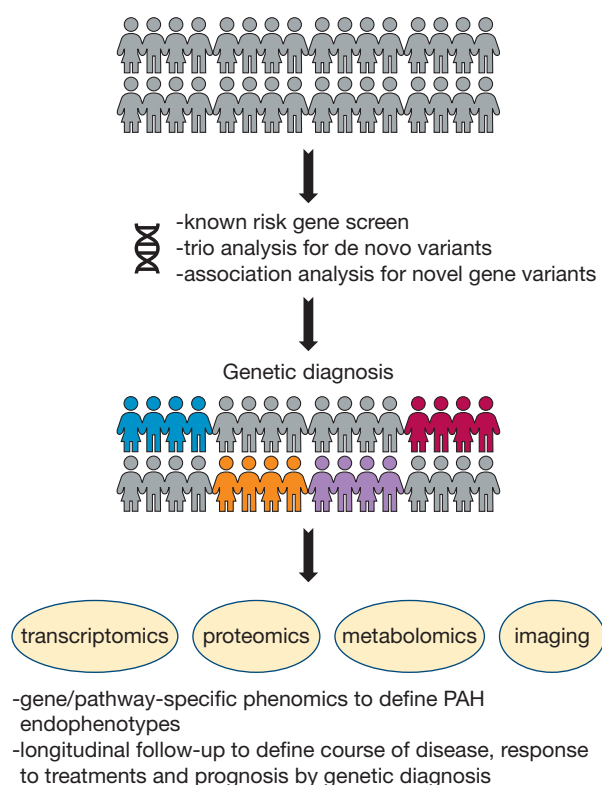 -known risk gene screen
-trio analysis for de novo variants
-association analysis for novel gene variants
Genetic diagnosis
transcriptomics proteomics metabolomics imaging
-gene/pathway-specific phenomics to define PAH
endophenotypes
-longitudinal follow-up to define course of disease, response
to treatments and prognosis by genetic diagnosis